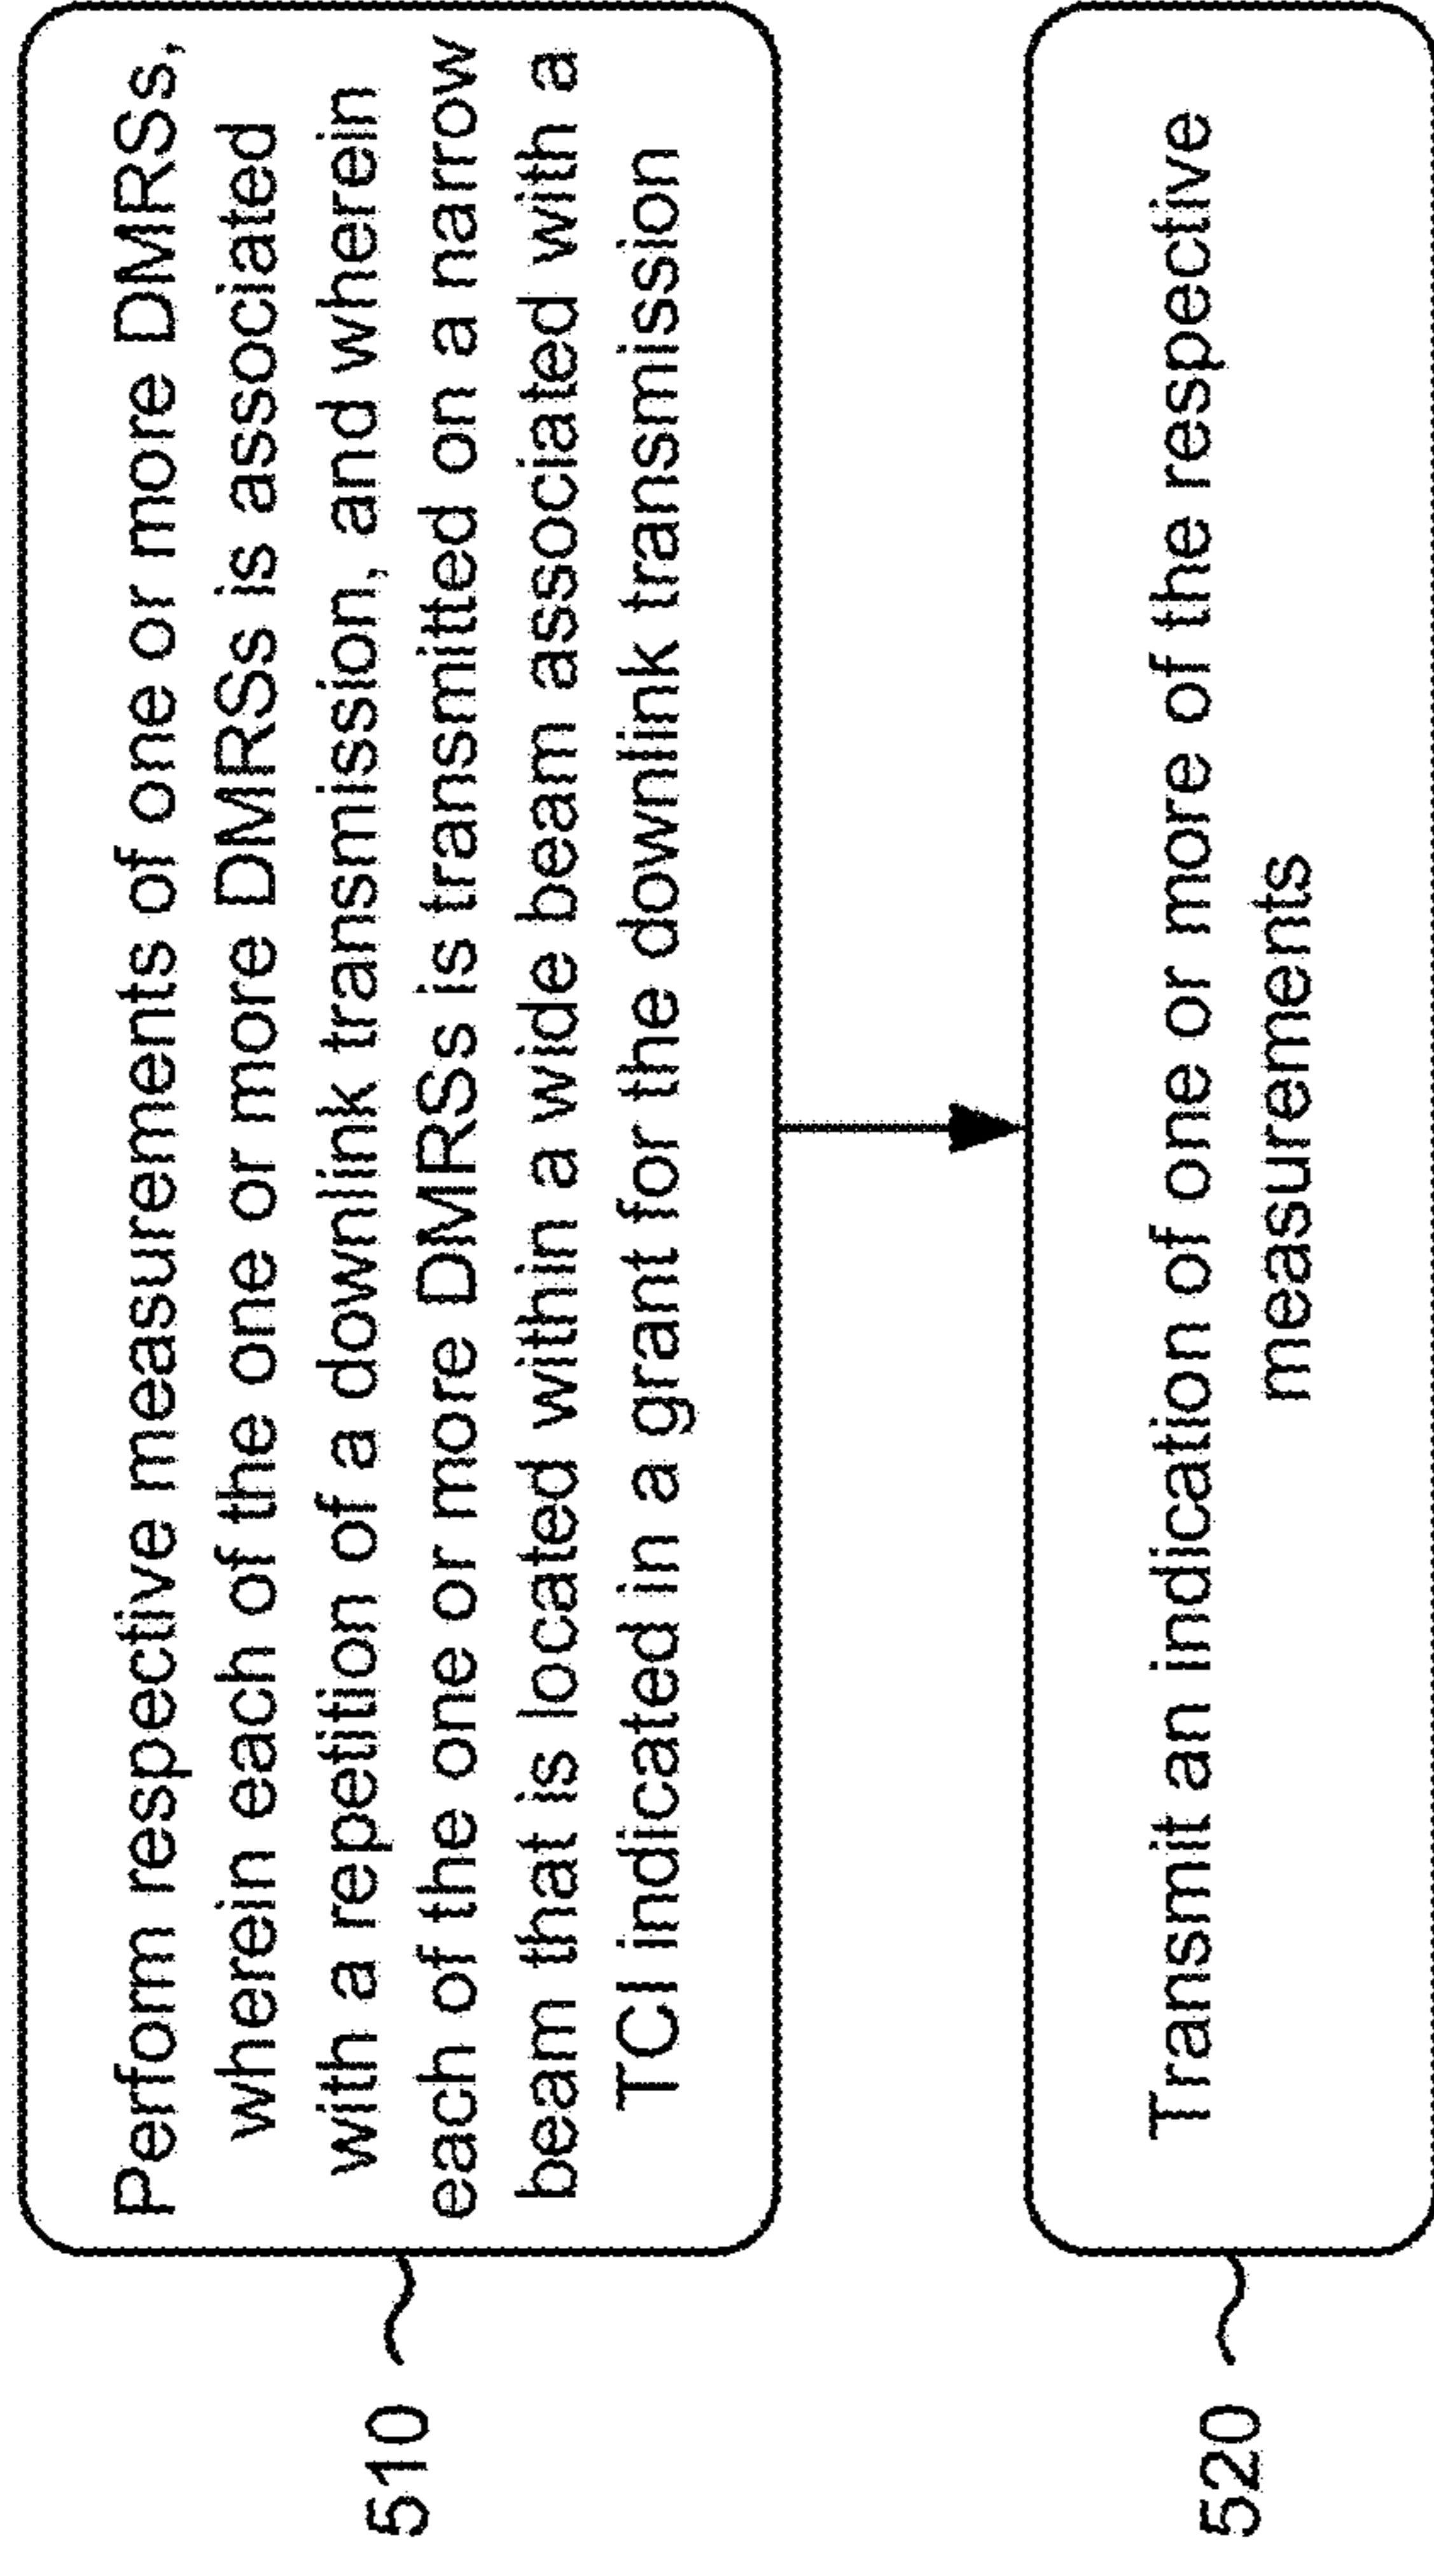 Perform respective measurements of one or more DMRSs,
wherein each of the one or more DMRSs is associated
with a repetition of a downlink transmission, and wherein
each of the one or more DMRSs is transmitted on a narrow
beam that is located within a wide beam associated with a
TCI indicated in a grant for the downlink transmission
510
Transmit an indication of one or more of the respective
measurements
520